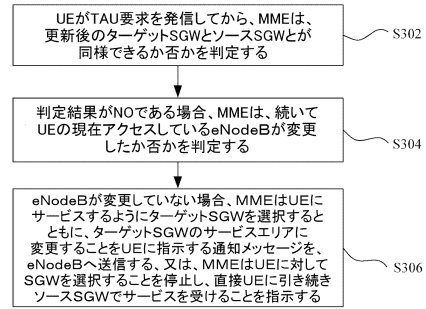 UEがTAU要求を発信してから、MMEは、
更新後のターゲットSGWとソースSGWとが
同様できるか否かを判定する
S302
判定結果がNOである場合、MMEは、続いて
UEの現在アクセスしているeNodeBが変更
したか否かを判定する
S304
eNodeBが変更していない場合、MMEはUEに
サービスするようにターゲットSGWを選択すると
ともに、ターゲットSGWのサービスエリアに
変更することをUEに指示する通知メッセージを、
eNodeBへ送信する、又は、MMEはUEに対して
SGWを選択することを停止し、直接UEに引き続き
ソースSGWでサービスを受けることを指示する
S306